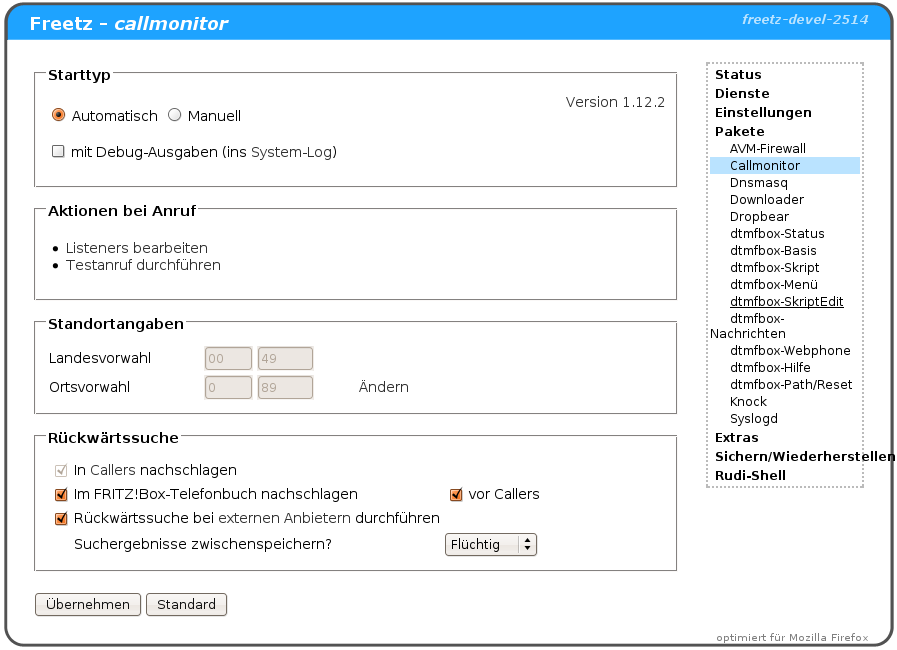 Freetz – callmonitor
freetz-devel-2514
Starttyp
Version 1.12.2
Automatisch Manuell
mit Debug-Ausgaben (ins System-Log)
Aktionen bei Anruf
Listeners bearbeiten
Testanruf durchführen
Standortangaben
Landesvorwahl 00 49
Ortsvorwahl 0 89 Ändern
Rückwärtssuche
In Callers nachschlagen
Im FRITZ!Box-Telefonbuch nachschlagen vor Callers
Rückwärtssuche bei externen Anbietern durchführen
Suchergebnisse zwischenspeichern? Flüchtig
Übernehmen Standard
Status
Dienste
Einstellungen
Pakete
AVM-Firewall
Callmonitor
Dnsmasq
Downloader
Dropbear
dtmfbox-Status
dtmfbox-Basis
dtmfbox-Skript
dtmfbox-Menü
dtmfbox-SkriptEdit
dtmfbox-
Nachrichten
dtmfbox-Webphone
dtmfbox-Hilfe
dtmfbox-Path/Reset
Knock
Syslogd
Extras
Sichern/Wiederherstellen
Rudi-Shell
optimiert für Mozilla Firefox